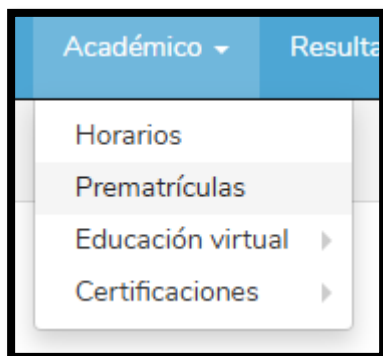 Académico Resulta
Horarios
Prematrículas
Educación virtual
Certificaciones